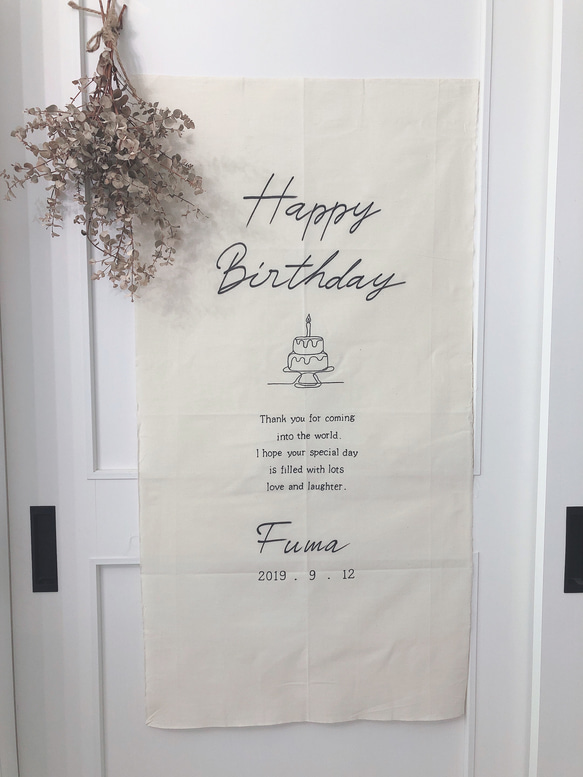 Happy
Birthday
Thank you for coming
into the world.
I hope your special day
is filled with lots
love and laughter.
Fuma
2019 . 9 . 12